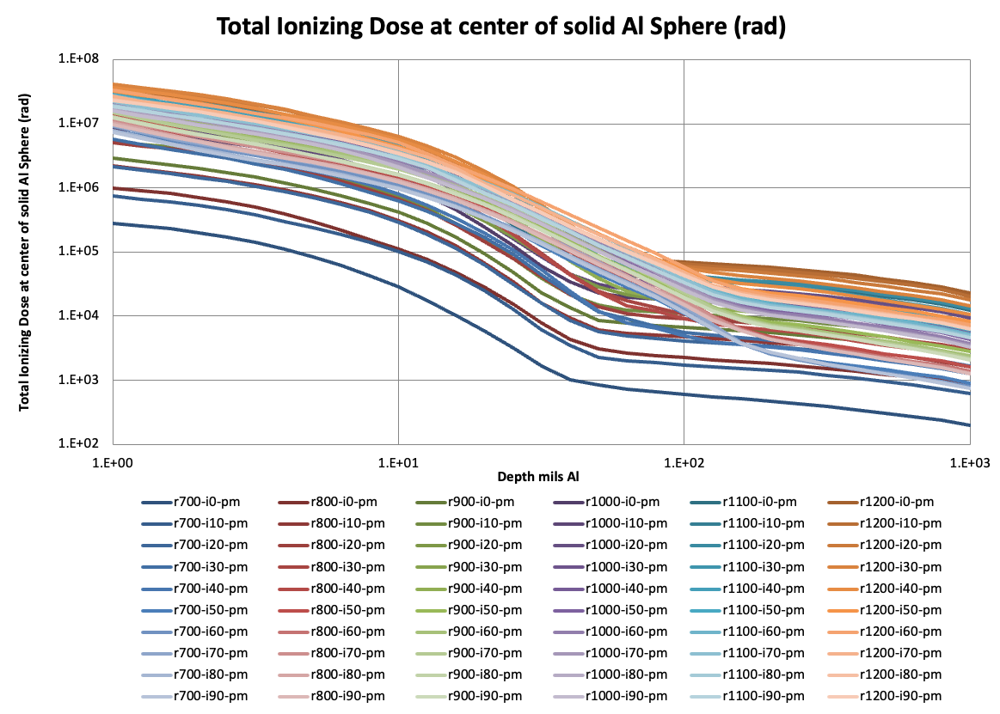 Total Ionizing Dose at center of solid Al Sphere (rad)
Total Ionizing Dose at center of solid Al Sphere (rad)
1.E+08
1.E+07
1.E+06
1.E+05
1.E+04
1.E+03
1.E+02
1.E+00 1.E+01 1.E+02 1.E+03
Depth mils Al
r700-i0-pm r800-i0-pm r900-i0-pm r1000-i0-pm r1100-i0-pm r1200-i0-pm
r700-i10-pm r800-i10-pm r900-i10-pm r1000-i10-pm r1100-i10-pm r1200-i10-pm
r700-i20-pm r800-i20-pm r900-i20-pm r1000-i20-pm r1100-i20-pm r1200-i20-pm
r700-i30-pm r800-i30-pm r900-i30-pm r1000-i30-pm r1100-i30-pm r1200-i30-pm
r700-i40-pm r800-i40-pm r900-i40-pm r1000-i40-pm r1100-i40-pm r1200-i40-pm
r700-i50-pm r800-i50-pm r900-i50-pm r1000-i50-pm r1100-i50-pm r1200-i50-pm
r700-i60-pm r800-i60-pm r900-i60-pm r1000-i60-pm r1100-i60-pm r1200-i60-pm
r700-i70-pm r800-i70-pm r900-i70-pm r1000-i70-pm r1100-i70-pm r1200-i70-pm
r700-i80-pm r800-i80-pm r900-i80-pm r1000-i80-pm r1100-i80-pm r1200-i80-pm
r700-i90-pm r800-i90-pm r900-i90-pm r1000-i90-pm r1100-i90-pm r1200-i90-pm